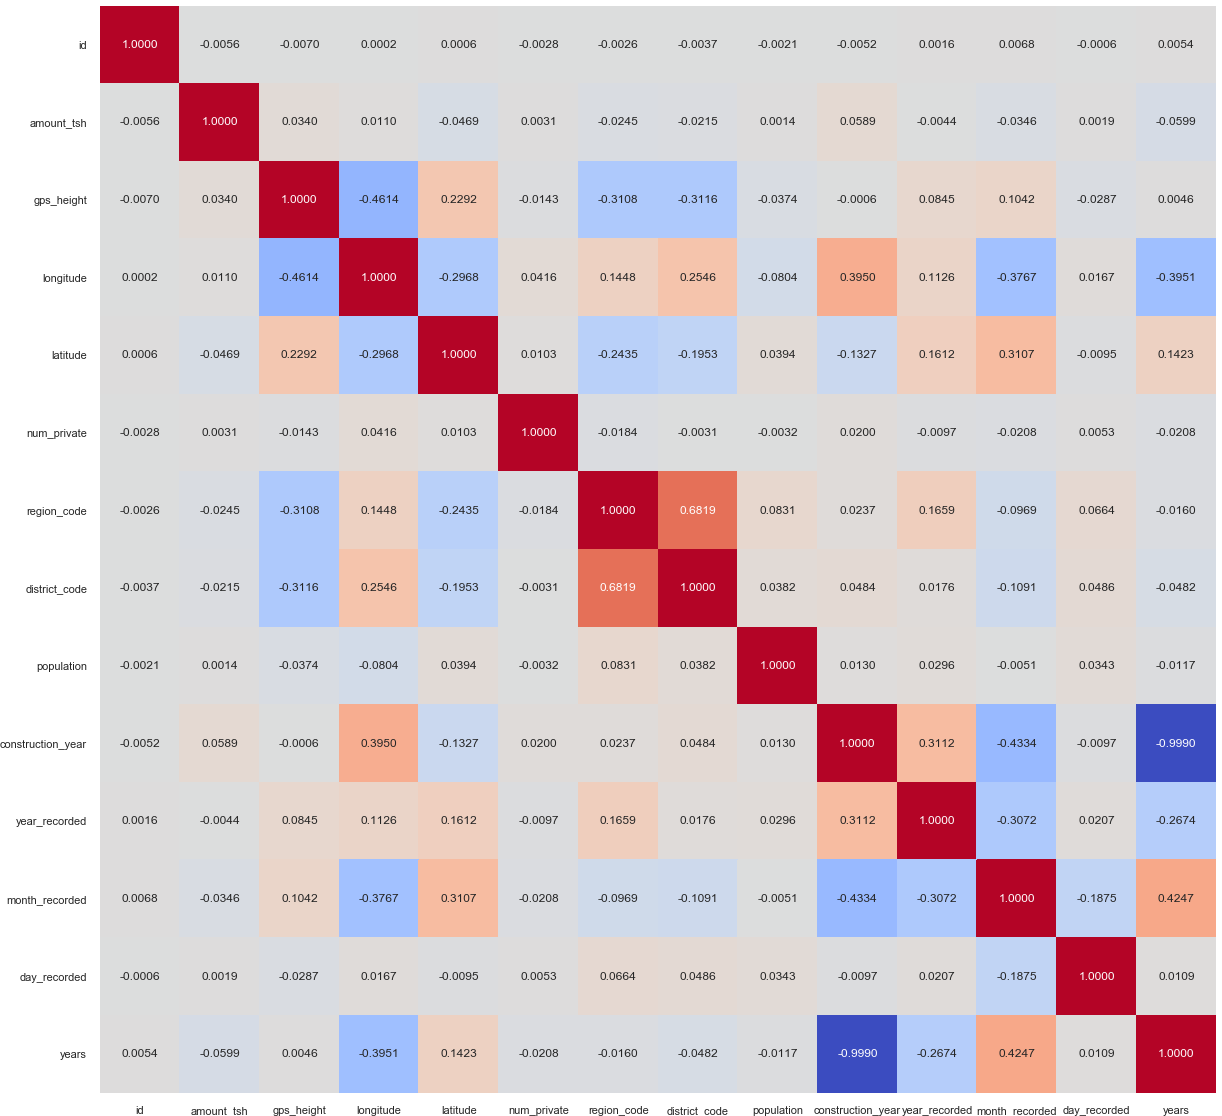 id 1.0000 -0.0056 -0.0070 0.0002 0.0006 -0.0028 -0.0026 -0.0037 -0.0021 -0.0052 0.0016 0.0068 -0.0006 0.0054
amount_tsh -0.0056 1.0000 0.0340 0.0110 -0.0469 0.0031 -0.0245 -0.0215 0.0014 0.0589 -0.0044 -0.0346 0.0019 -0.0599
gps_height -0.0070 0.0340 1.0000 -0.4614 0.2292 -0.0143 -0.3108 -0.3116 -0.0374 -0.0006 0.0845 0.1042 -0.0287 0.0046
longitude 0.0002 0.0110 -0.4614 1.0000 -0.2968 0.0416 0.1448 0.2546 -0.0804 0.3950 0.1126 -0.3767 0.0167 -0.3951
latitude 0.0006 -0.0469 0.2292 -0.2968 1.0000 0.0103 -0.2435 -0.1953 0.0394 -0.1327 0.1612 0.3107 -0.0095 0.1423
num_private -0.0028 0.0031 -0.0143 0.0416 0.0103 1.0000 -0.0184 -0.0031 -0.0032 0.0200 -0.0097 -0.0208 0.0053 -0.0208
region_code -0.0026 -0.0245 -0.3108 0.1448 -0.2435 -0.0184 1.0000 0.6819 0.0831 0.0237 0.1659 -0.0969 0.0664 -0.0160
district_code -0.0037 -0.0215 -0.3116 0.2546 -0.1953 -0.0031 0.6819 1.0000 0.0382 0.0484 0.0176 -0.1091 0.0486 -0.0482
population -0.0021 0.0014 -0.0374 -0.0804 0.0394 -0.0032 0.0831 0.0382 1.0000 0.0130 0.0296 -0.0051 0.0343 -0.0117
construction_year -0.0052 0.0589 -0.0006 0.3950 -0.1327 0.0200 0.0237 0.0484 0.0130 1.0000 0.3112 -0.4334 -0.0097 -0.9990
year_recorded 0.0016 -0.0044 0.0845 0.1126 0.1612 -0.0097 0.1659 0.0176 0.0296 0.3112 1.0000 -0.3072 0.0207 -0.2674
month_recorded 0.0068 -0.0346 0.1042 -0.3767 0.3107 -0.0208 -0.0969 -0.1091 -0.0051 -0.4334 -0.3072 1.0000 -0.1875 0.4247
day_recorded -0.0006 0.0019 -0.0287 0.0167 -0.0095 0.0053 0.0664 0.0486 0.0343 -0.0097 0.0207 -0.1875 1.0000 0.0109
years 0.0054 -0.0599 0.0046 -0.3951 0.1423 -0.0208 -0.0160 -0.0482 -0.0117 -0.9990 -0.2674 0.4247 0.0109 1.0000
id amount_tsh gps_height longitude latitude num_private region_code district_code population construction_year year_recorded month_recorded day_recorded years